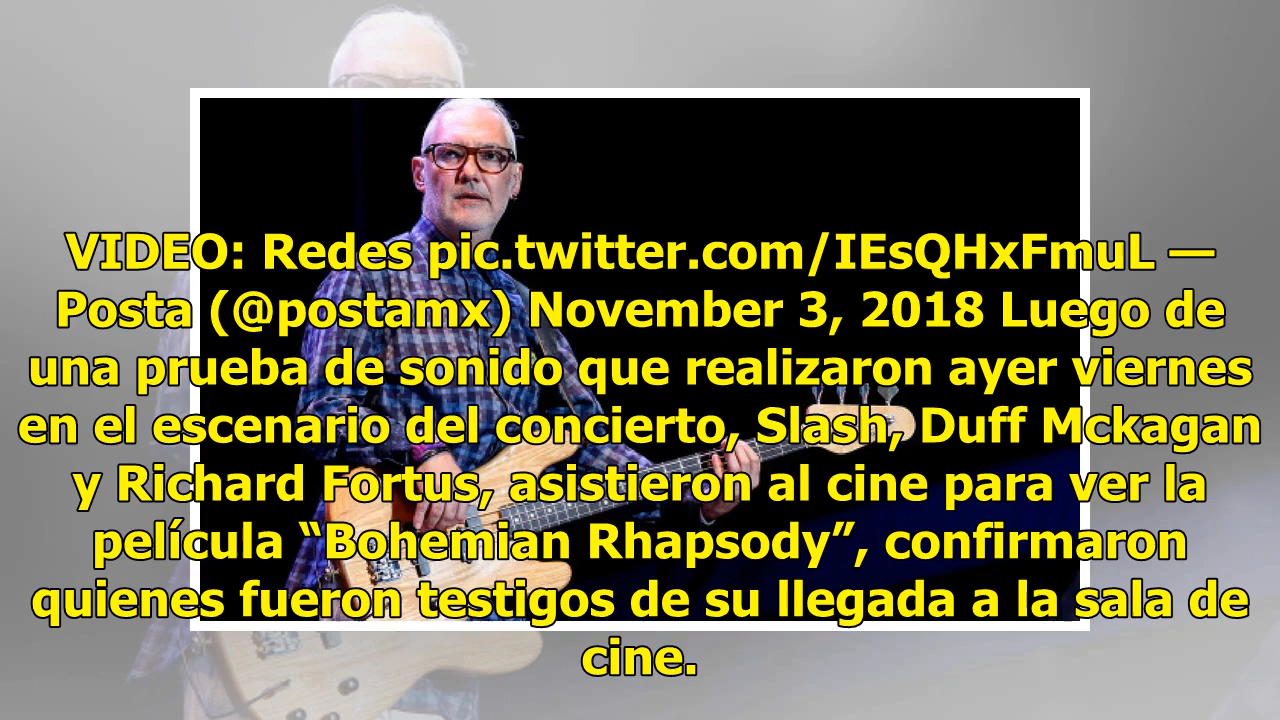 VIDEO: Redes pic.twitter.com/IEsQHxFmuL —
Posta (@postamx) November 3, 2018 Luego de
una prueba de sonido que realizaron ayer viernes
en el escenario del concierto, Slash, Duff Mckagan
y Richard Fortus, asistieron al cine para ver la
película “Bohemian Rhapsody”, confirmaron
quienes fueron testigos de su llegada a la sala de
cine.